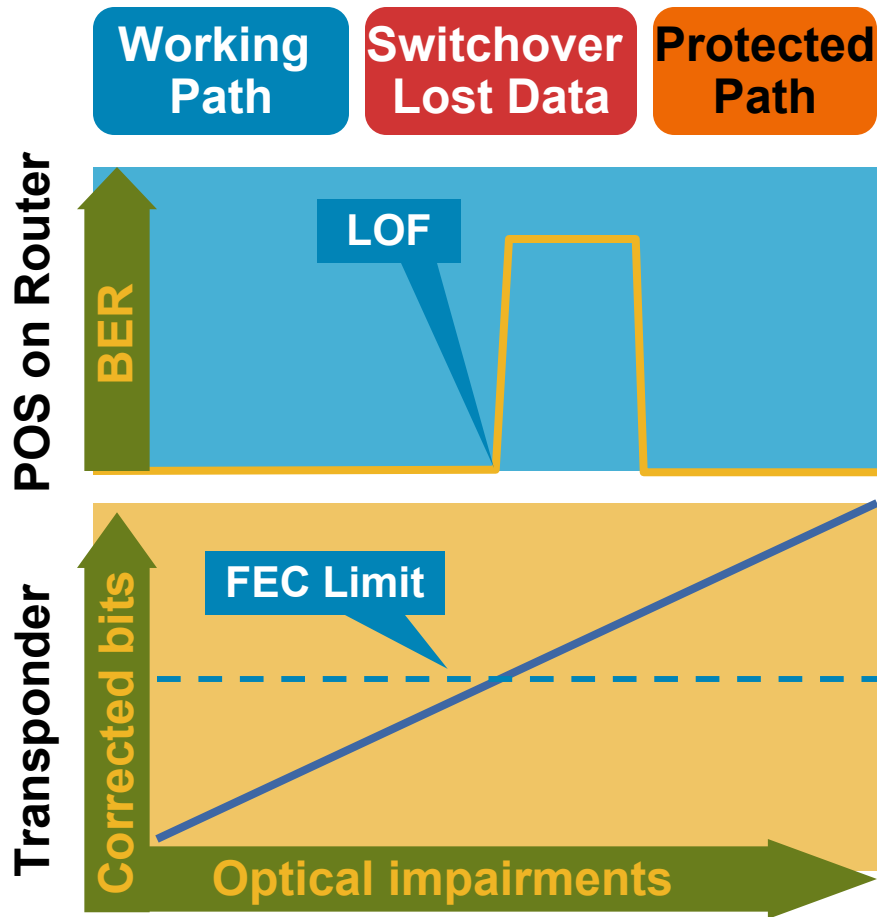 Working
Path
Switchover
Lost Data
Protected
Path
POS on Router
BER
LOF
Transponder
Corrected bits
FEC Limit
Optical impairments